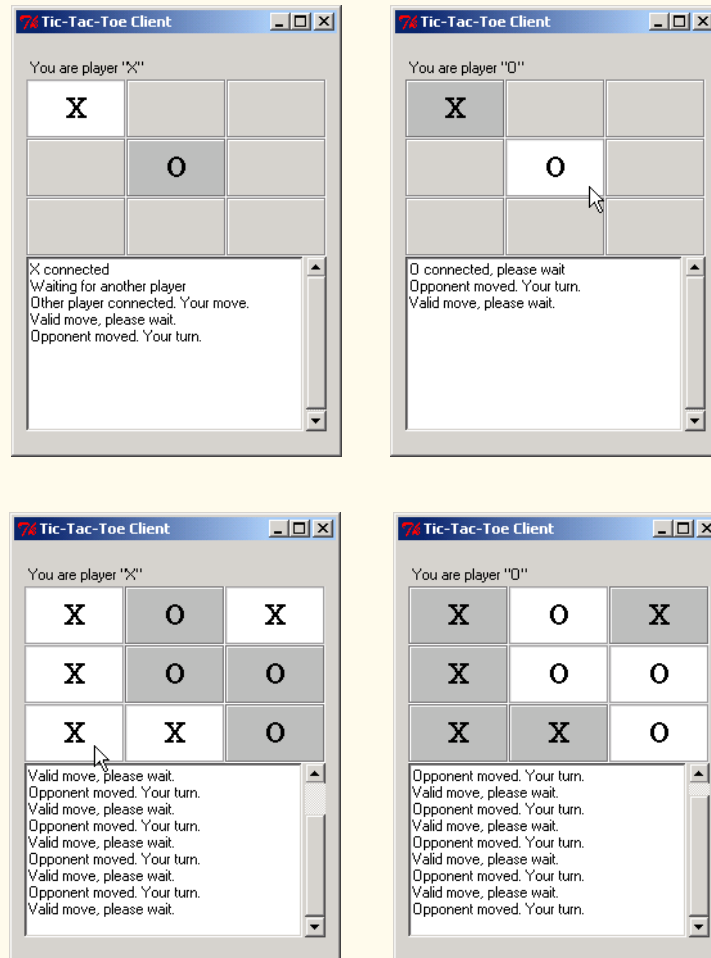 Tic-Tac-Toe Client
You are player "X"
X
O
X connected
Waiting for another player
Other player connected. Your move.
Valid move, please wait.
Opponent moved. Your turn.
Tic-Tac-Toe Client
You are player "O"
X
O
O connected, please wait
Opponent moved. Your turn.
Valid move, please wait.
Tic-Tac-Toe Client
You are player "X"
X O X
X O O
X X O
Valid move, please wait.
Opponent moved. Your turn.
Valid move, please wait.
Opponent moved. Your turn.
Valid move, please wait.
Opponent moved. Your turn.
Valid move, please wait.
Opponent moved. Your turn.
Valid move, please wait.
Tic-Tac-Toe Client
You are player "O"
X O X
X O O
X X O
Opponent moved. Your turn.
Valid move, please wait.
Opponent moved. Your turn.
Valid move, please wait.
Opponent moved. Your turn.
Valid move, please wait.
Opponent moved. Your turn.
Valid move, please wait.
Opponent moved. Your turn.